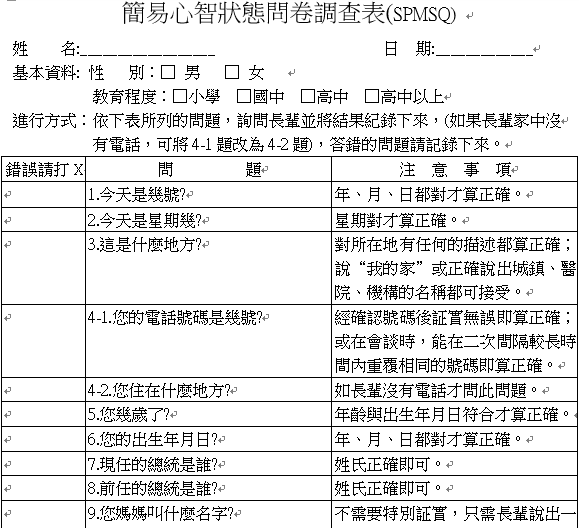 簡易心智狀態問卷調查表(SPMSQ)
姓 名:________________ 日 期:____________
基本資料: 性 別：□ 男 □ 女
教育程度：□小學 □國中 □高中 □高中以上
進行方式：依下表所列的問題，詢問長輩並將結果紀錄下來，(如果長輩家中沒
有電話，可將 4-1 題改為 4-2 題)，答錯的問題請記錄下來。
錯誤請打 X 問 題 注 意 事 項
1.今天是幾號? 年、月、日都對才算正確。
2.今天是星期幾? 星期對才算正確。
3.這是什麼地方? 對所在地有任何的描述都算正確；
說“我的家”或正確說出城鎮、醫
院、機構的名稱都可接受。
4-1.您的電話號碼是幾號? 經確認號碼後証實無誤即算正確；
或在會談時，能在二次間隔較長時
間內重覆相同的號碼即算正確。
4-2.您住在什麼地方? 如長輩沒有電話才問此問題。
5.您幾歲了? 年齡與出生年月日符合才算正確。
6.您的出生年月日? 年、月、日都對才算正確。
7.現任的總統是誰? 姓氏正確即可。
8.前任的總統是誰? 姓氏正確即可。
9.您媽媽叫什麼名字? 不需要特別証實，只需長輩說出一